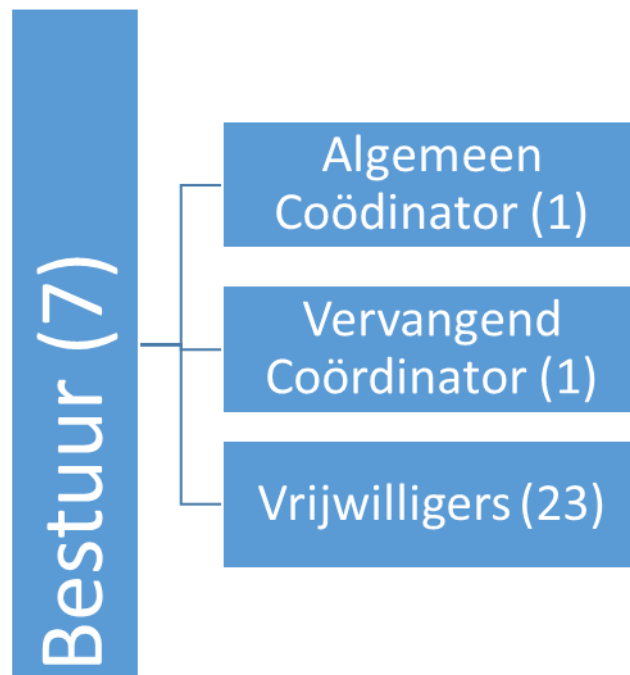 Bestuur (7)
Algemeen
Coödinator (1)
Vervangend
Coördinator (1)
Vrijwilligers (23)